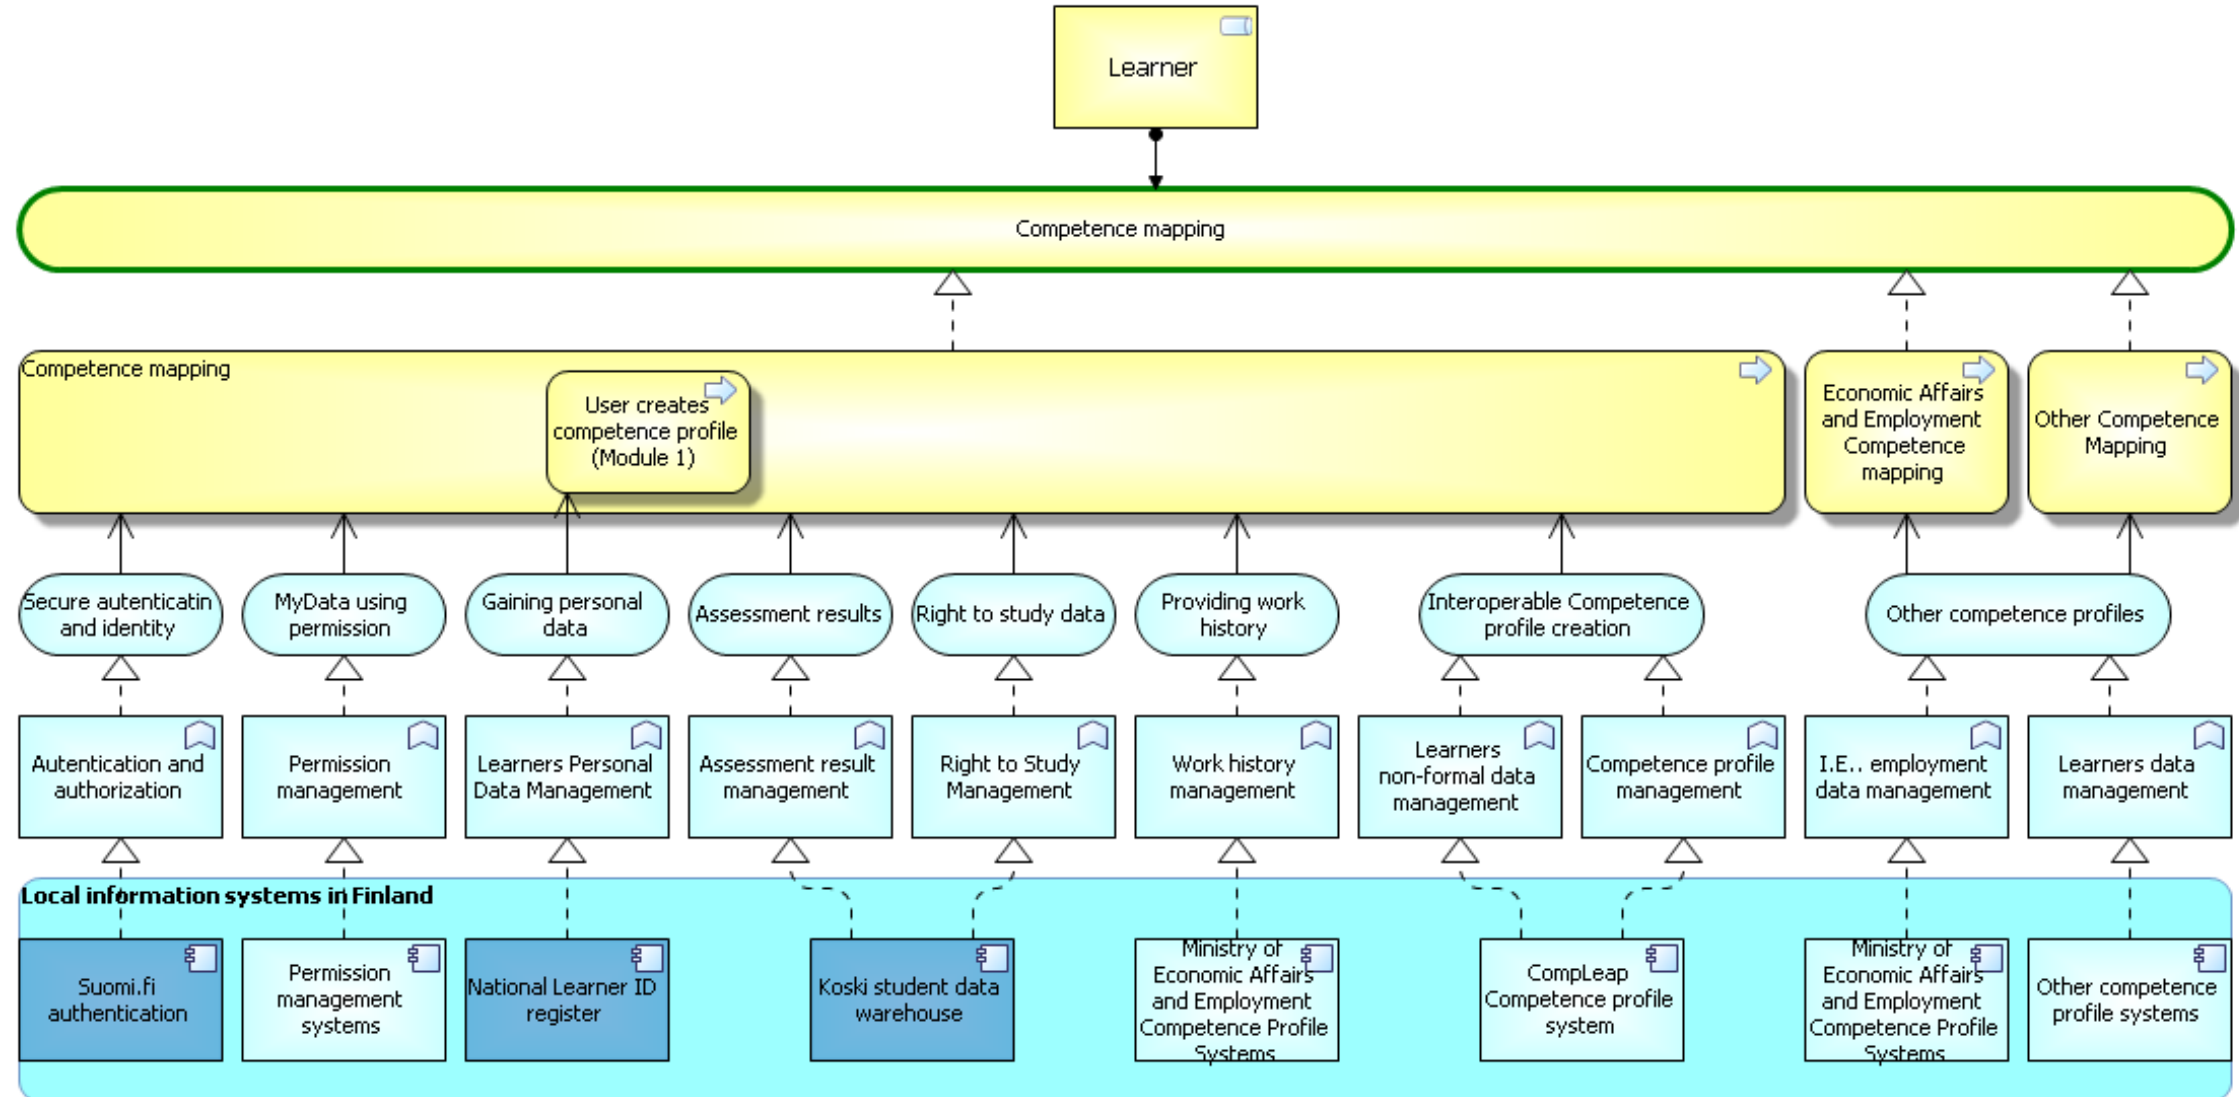 Learner
Competence mapping
Competence mapping
User creates
competence profile
(Module 1)
Economic Affairs
and Employment
Competence
mapping
Other Competence
Mapping
Secure autenticatin
and identity
MyData using
permission
Gaining personal
data
Assessment results
Right to study data
Providing work
history
Interoperable Competence
profile creation
Other competence profiles
Autentication and
authorization
Permission
management
Learners Personal
Data Management
Assessment result
management
Right to Study
Management
Work history
management
Learners
non-formal data
management
Competence profile
management
I.E.. employment
data management
Learners data
management
Local information systems in Finland
Suomi.fi
authentication
Permission
management
systems
National Learner ID
register
Koski student data
warehouse
Ministry of
Economic Affairs
and Employment
Competence Profile
Systems
CompLeap
Competence profile
system
Ministry of
Economic Affairs
and Employment
Competence Profile
Systems
Other competence
profile systems